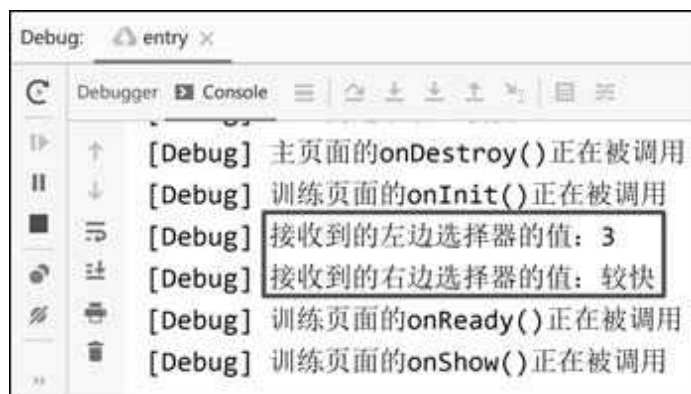 Debug: entry ×
Debugger Console
[Debug] 主页面的onDestroy()正在被调用
[Debug] 训练页面的onInit()正在被调用
[Debug] 接收到的左边选择器的值：3
[Debug] 接收到的右边选择器的值：较快
[Debug] 训练页面的onReady()正在被调用
[Debug] 训练页面的onShow()正在被调用